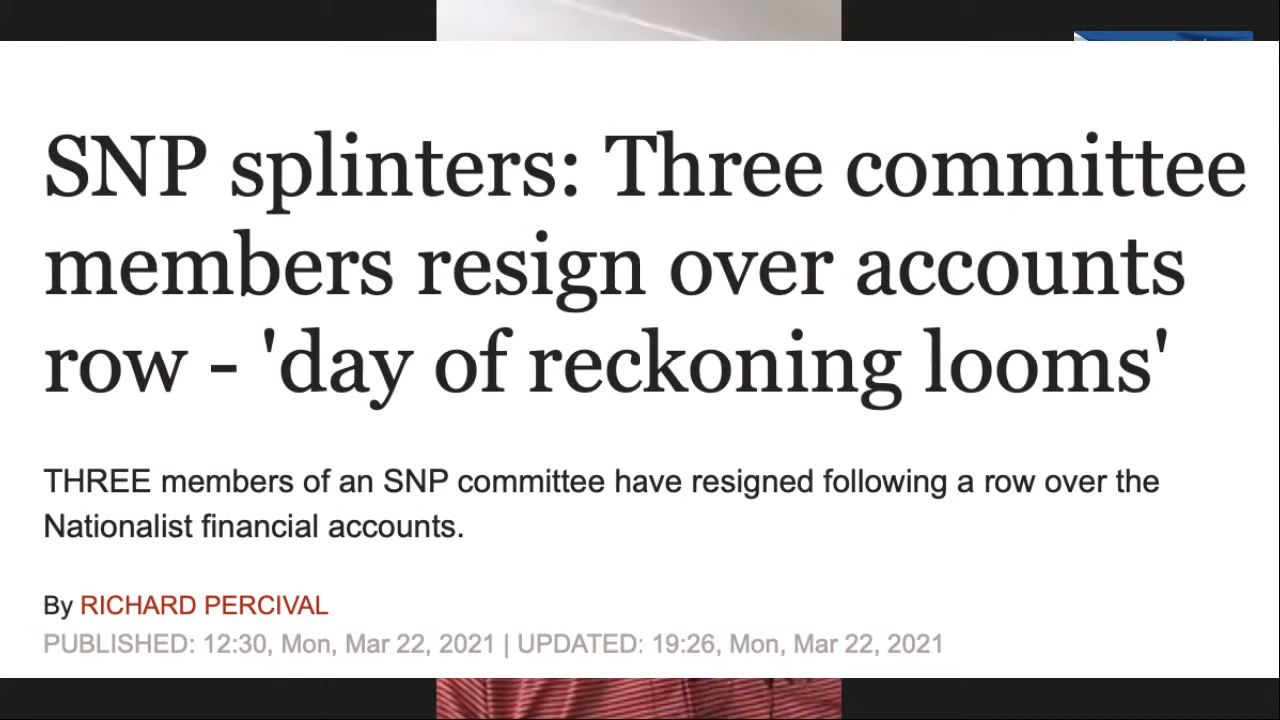 SNP splinters: Three committee
members resign over accounts
row - 'day of reckoning looms'
THREE members of an SNP committee have resigned following a row over the
Nationalist financial accounts.
By RICHARD PERCIVAL
PUBLISHED: 12:30, Mon, Mar 22, 2021 | UPDATED: 19:26, Mon, Mar 22, 2021